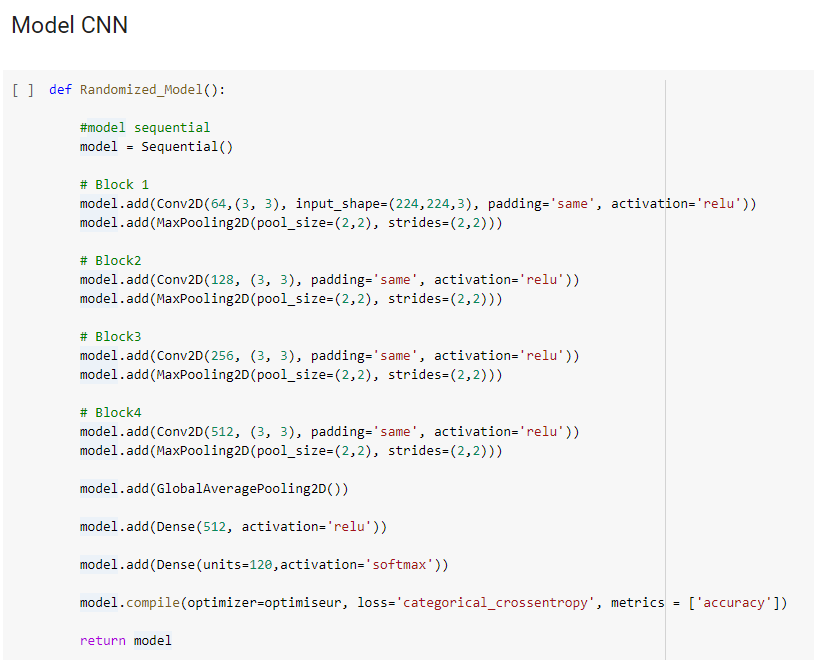 Model CNN
[ ] def Randomized_Model():
#model sequential
model = Sequential()
# Block 1
model.add(Conv2D(64,(3, 3), input_shape=(224,224,3), padding='same', activation='relu'))
model.add(MaxPooling2D(pool_size=(2,2), strides=(2,2)))
# Block2
model.add(Conv2D(128, (3, 3), padding='same', activation='relu'))
model.add(MaxPooling2D(pool_size=(2,2), strides=(2,2)))
# Block3
model.add(Conv2D(256, (3, 3), padding='same', activation='relu'))
model.add(MaxPooling2D(pool_size=(2,2), strides=(2,2)))
# Block4
model.add(Conv2D(512, (3, 3), padding='same', activation='relu'))
model.add(MaxPooling2D(pool_size=(2,2), strides=(2,2)))
model.add(GlobalAveragePooling2D())
model.add(Dense(512, activation='relu'))
model.add(Dense(units=120,activation='softmax'))
model.compile(optimizer=optimiseur, loss='categorical_crossentropy', metrics = ['accuracy'])
return model